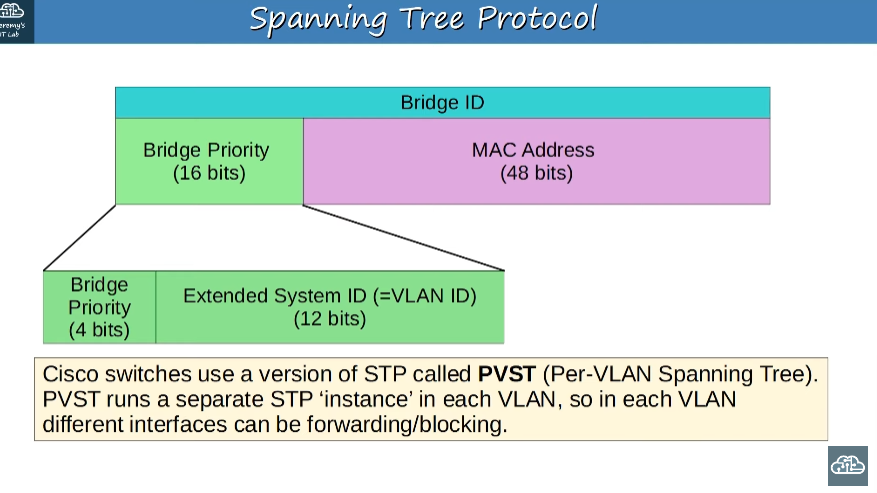 Jeremy's
IT Lab
Spanning Tree Protocol
Bridge ID
Bridge Priority
(16 bits)
MAC Address
(48 bits)
Bridge
Priority
(4 bits)
Extended System ID (=VLAN ID)
(12 bits)
Cisco switches use a version of STP called PVST (Per-VLAN Spanning Tree).
PVST runs a separate STP ‘instance’ in each VLAN, so in each VLAN
different interfaces can be forwarding/blocking.